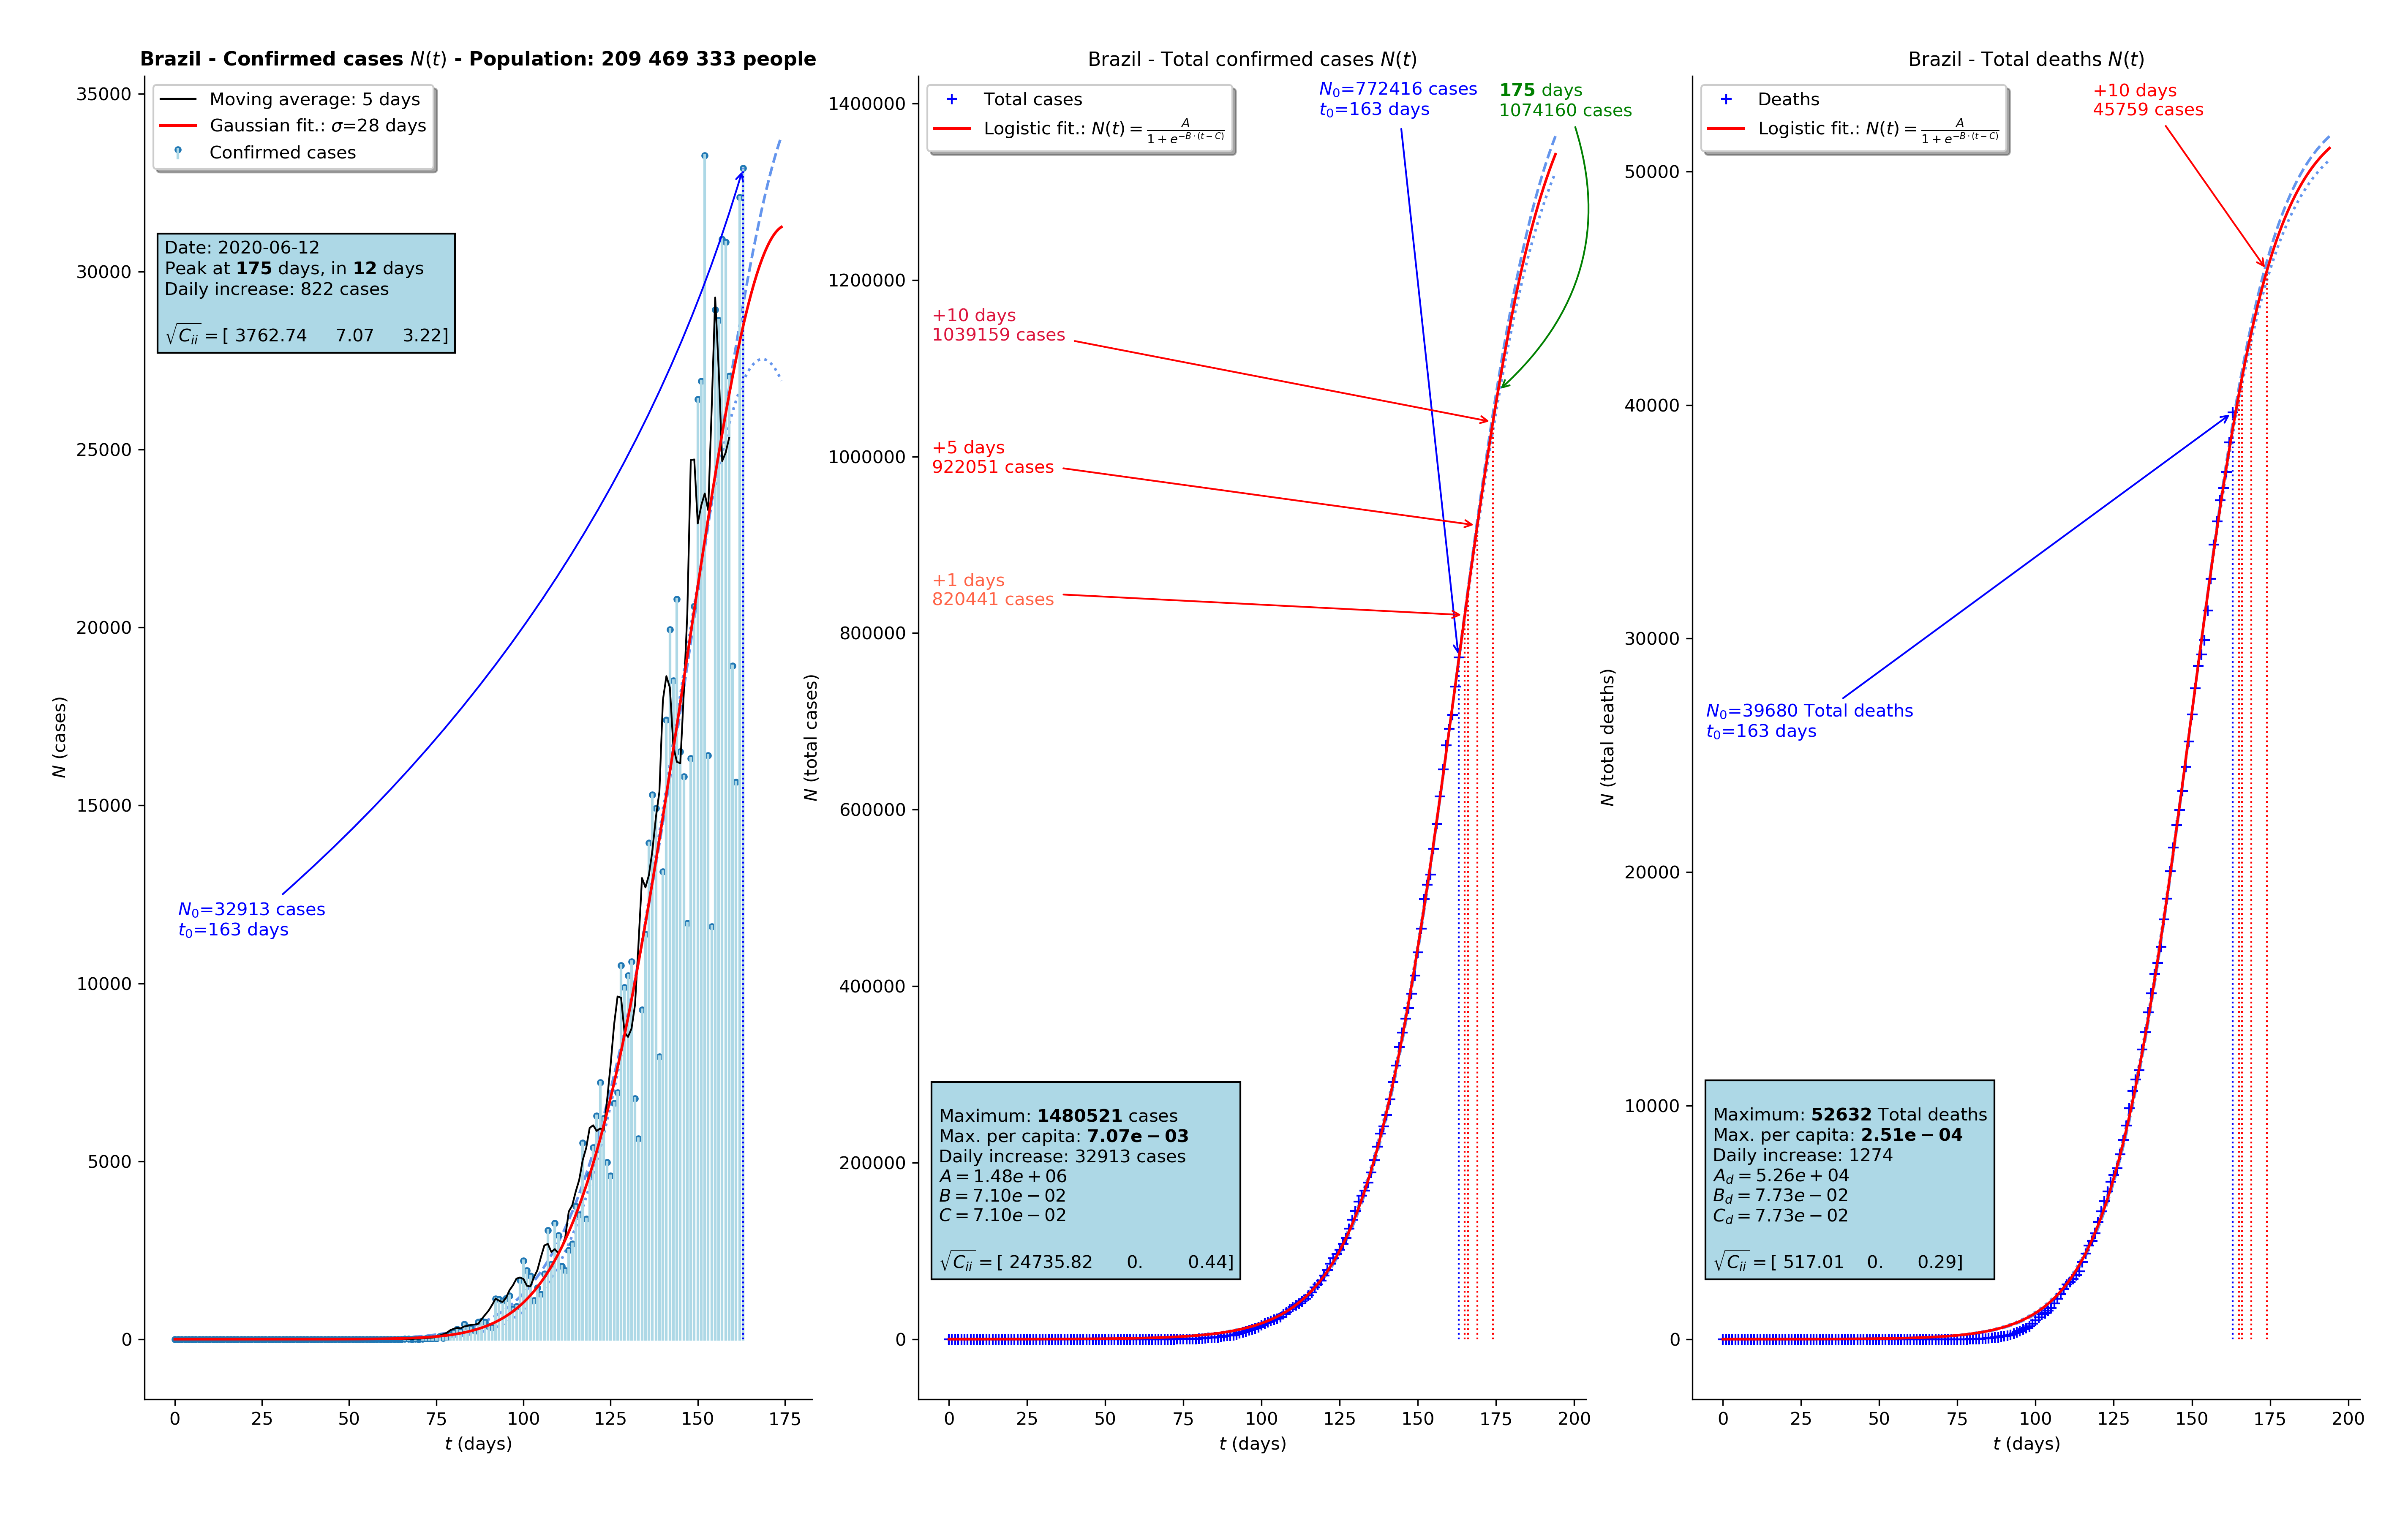 Brazil - Confirmed cases N(t) - Population: 209 469 333 people
Moving average: 5 days
Gaussian fit.: σ=28 days
Confirmed cases
Date: 2020-06-12
Peak at 175 days, in 12 days
Daily increase: 822 cases
√C_ii = [ 3762.74 7.07 3.22]
N₀=32913 cases
t₀=163 days
35000
30000
25000
20000
15000
10000
5000
0
N (cases)
0 25 50 75 100 125 150 175
t (days)
Brazil - Total confirmed cases N(t)
Total cases
Logistic fit.: N(t) = A / (1 + e^(−B·(t−C)))
N₀=772416 cases
t₀=163 days
175 days
1074160 cases
+10 days
1039159 cases
+5 days
922051 cases
+1 days
820441 cases
Maximum: 1480521 cases
Max. per capita: 7.07e − 03
Daily increase: 32913 cases
A = 1.48e + 06
B = 7.10e − 02
C = 7.10e − 02
√C_ii = [ 24735.82 0. 0.44]
1400000
1200000
1000000
800000
600000
400000
200000
0
N (total cases)
0 25 50 75 100 125 150 175 200
t (days)
Brazil - Total deaths N(t)
Deaths
Logistic fit.: N(t) = A / (1 + e^(−B·(t−C)))
+10 days
45759 cases
N₀=39680 Total deaths
t₀=163 days
Maximum: 52632 Total deaths
Max. per capita: 2.51e − 04
Daily increase: 1274
A_d = 5.26e + 04
B_d = 7.73e − 02
C_d = 7.73e − 02
√C_ii = [ 517.01 0. 0.29]
50000
40000
30000
20000
10000
0
N (total deaths)
0 25 50 75 100 125 150 175 200
t (days)